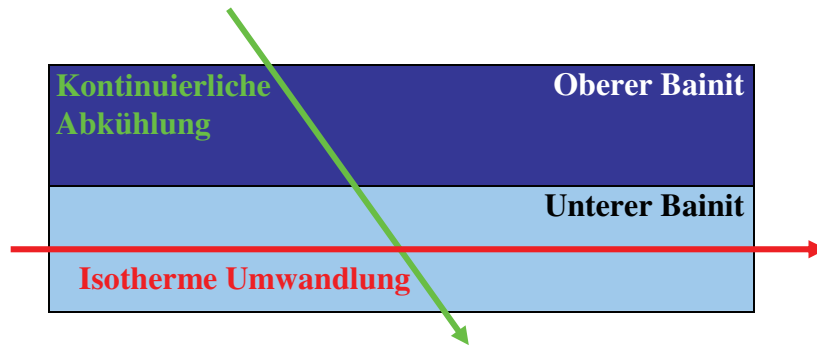 Kontinuierliche
Abkühlung
Oberer Bainit
Unterer Bainit
Isotherme Umwandlung